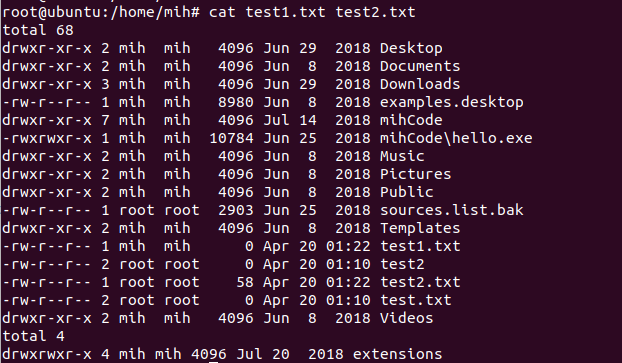 root@ubuntu:/home/mih# cat test1.txt test2.txt
total 68
drwxr-xr-x 2 mih  mih   4096 Jun 29  2018 Desktop
drwxr-xr-x 2 mih  mih   4096 Jun  8  2018 Documents
drwxr-xr-x 3 mih  mih   4096 Jun 29  2018 Downloads
-rw-r--r-- 1 mih  mih   8980 Jun  8  2018 examples.desktop
drwxr-xr-x 7 mih  mih   4096 Jul 14  2018 mihCode
-rwxrwxr-x 1 mih  mih  10784 Jun 25  2018 mihCode\hello.exe
drwxr-xr-x 2 mih  mih   4096 Jun  8  2018 Music
drwxr-xr-x 2 mih  mih   4096 Jun  8  2018 Pictures
drwxr-xr-x 2 mih  mih   4096 Jun  8  2018 Public
-rw-r--r-- 1 root root  2903 Jun 25  2018 sources.list.bak
drwxr-xr-x 2 mih  mih   4096 Jun  8  2018 Templates
-rw-r--r-- 1 mih  mih      0 Apr 20 01:22 test1.txt
-rw-r--r-- 2 root root     0 Apr 20 01:10 test2
-rw-r--r-- 1 root root    58 Apr 20 01:22 test2.txt
-rw-r--r-- 2 root root     0 Apr 20 01:10 test.txt
drwxr-xr-x 2 mih  mih   4096 Jun  8  2018 Videos
total 4
drwxrwxr-x 4 mih mih 4096 Jul 20  2018 extensions